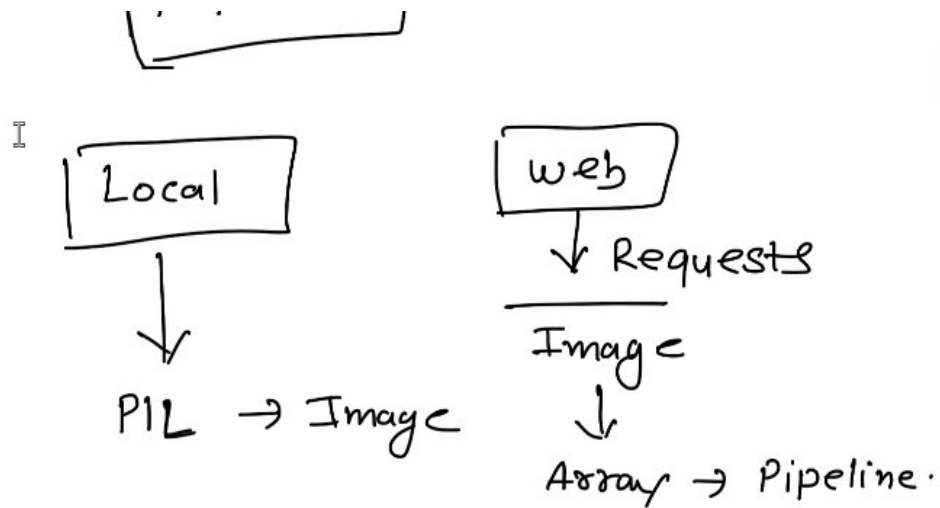 Local
web
Requests
Image
PIL → Image
Array → Pipeline.